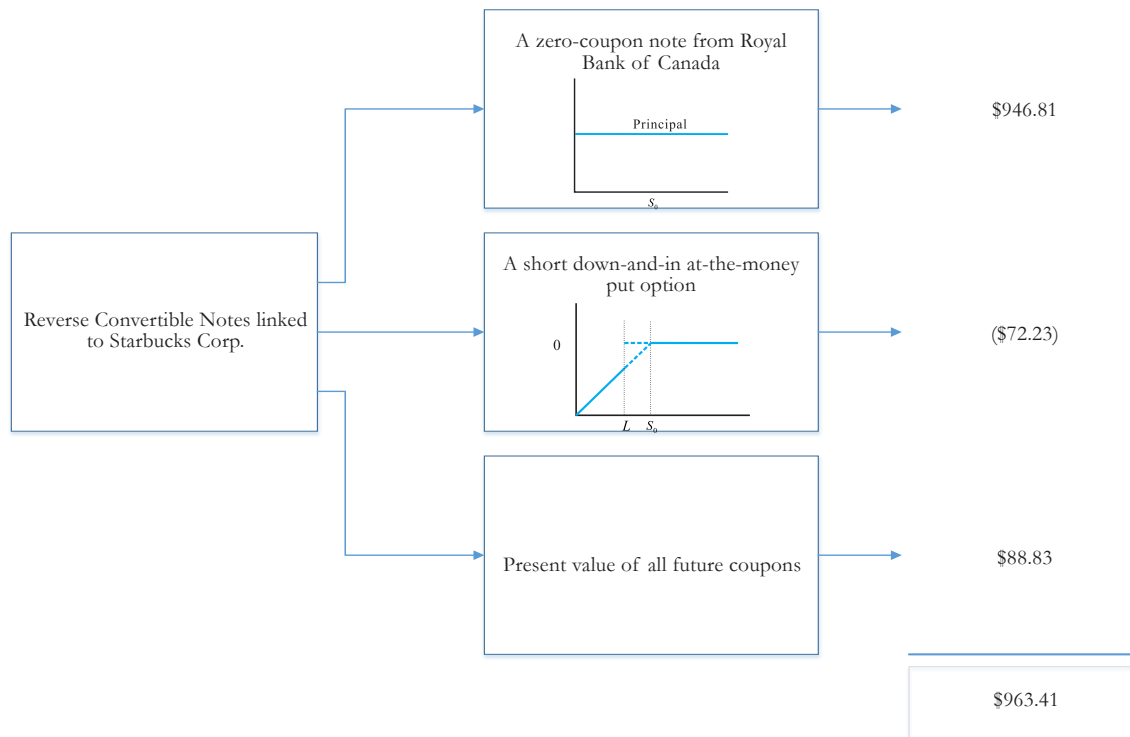 A zero-coupon note from Royal
Bank of Canada
Principal
S₀
$946.81
Reverse Convertible Notes linked
to Starbucks Corp.
A short down-and-in at-the-money
put option
0
L S₀
($72.23)
Present value of all future coupons
$88.83
$963.41